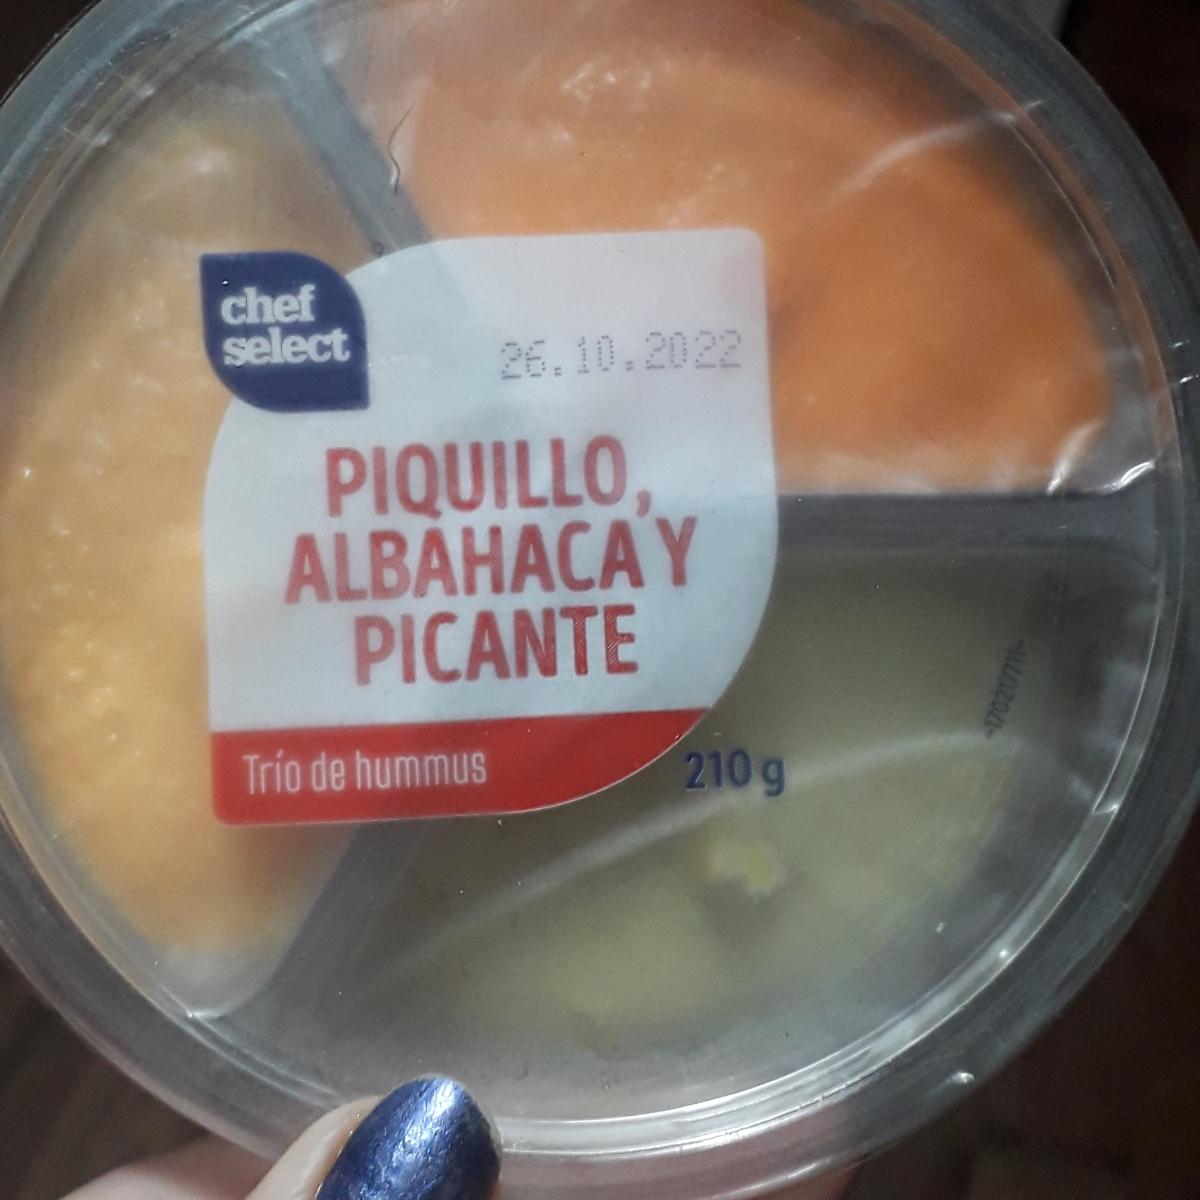 chef
select
26.10.2022
PIQUILLO,
ALBAHACA Y
PICANTE
Trío de hummus
210 g